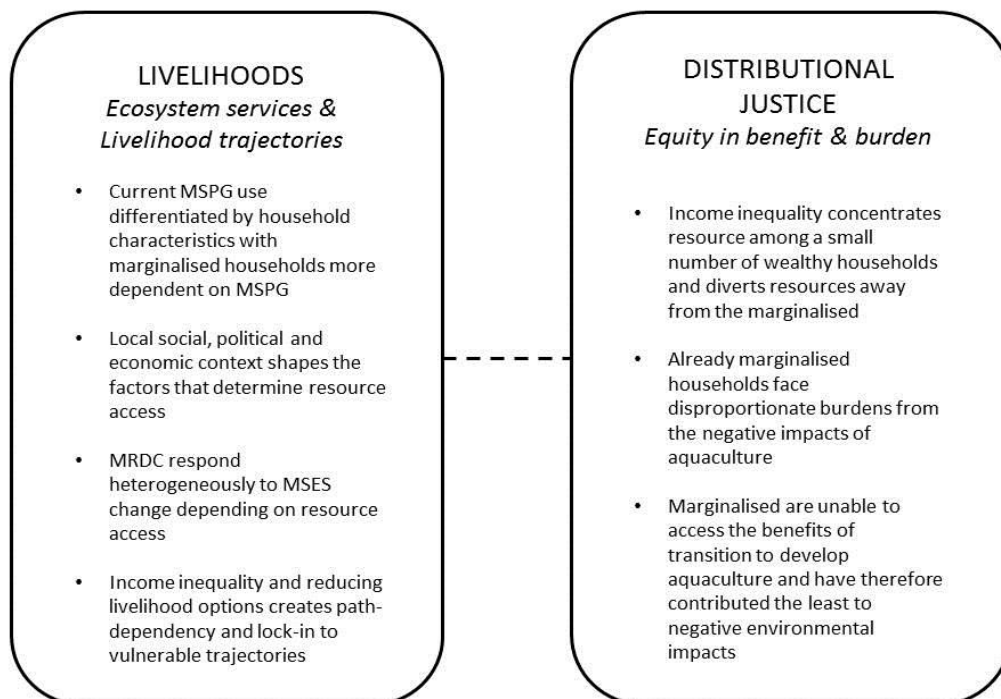 LIVELIHOODS
Ecosystem services &
Livelihood trajectories
• Current MSPG use
differentiated by household
characteristics with
marginalised households more
dependent on MSPG
• Local social, political and
economic context shapes the
factors that determine resource
access
• MRDC respond
heterogeneously to MSES
change depending on resource
access
• Income inequality and reducing
livelihood options creates path-
dependency and lock-in to
vulnerable trajectories
DISTRIBUTIONAL
JUSTICE
Equity in benefit & burden
• Income inequality concentrates
resource among a small
number of wealthy households
and diverts resources away
from the marginalised
• Already marginalised
households face
disproportionate burdens from
the negative impacts of
aquaculture
• Marginalised are unable to
access the benefits of
transition to develop
aquaculture and have therefore
contributed the least to
negative environmental
impacts